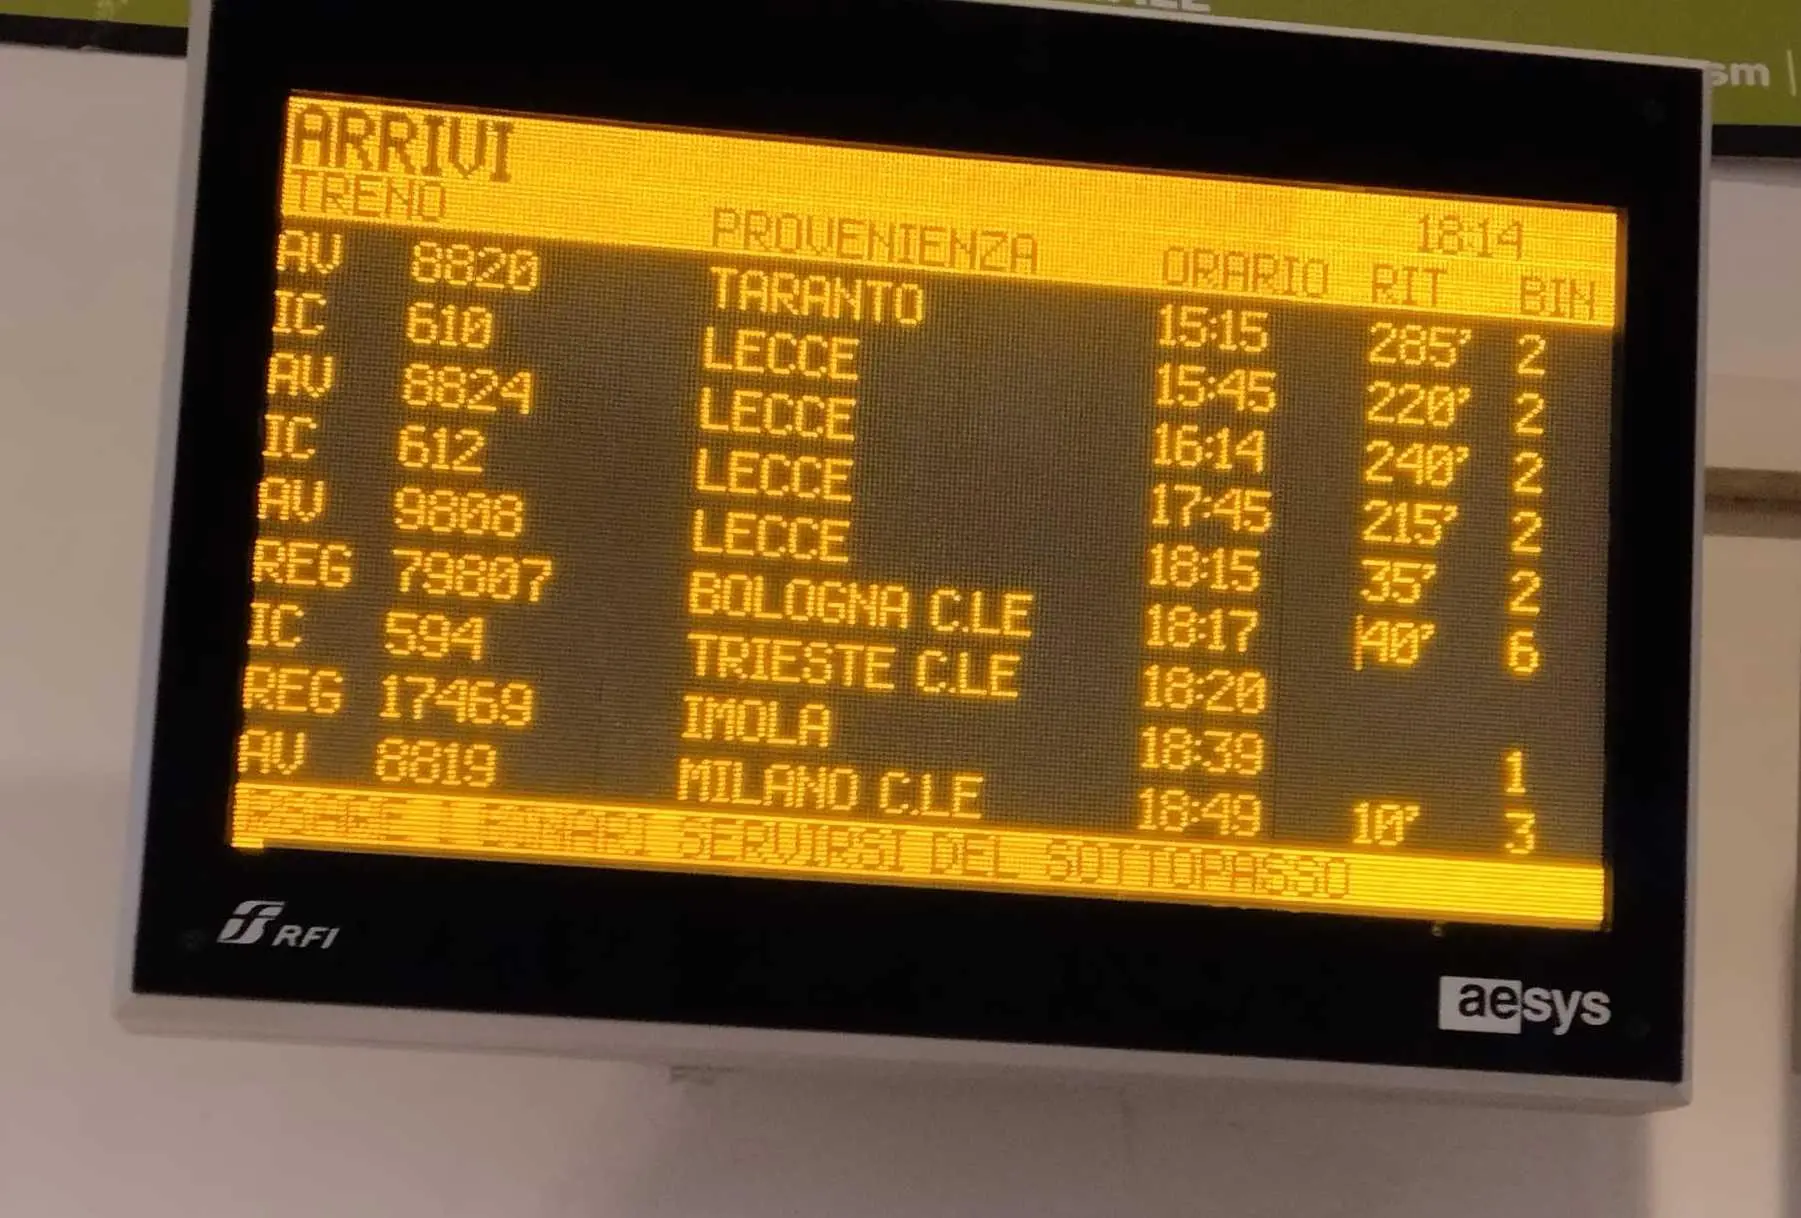 ARRIVI
18:14
TRENO PROVENIENZA ORARIO RIT BIN
AV 8820 TARANTO 15:15 285' 2
IC 610 LECCE 15:45 220' 2
AV 8824 LECCE 16:14 240' 2
IC 612 LECCE 17:45 215' 2
AV 9808 LECCE 18:15 35' 2
REG 79807 BOLOGNA C.LE 18:17 40' 6
IC 594 TRIESTE C.LE 18:20
REG 17469 IMOLA 18:39 1
AV 8819 MILANO C.LE 18:49 10' 3
I BINARI SERVIRSI DEL SOTTOPASSO
RFI
aesys